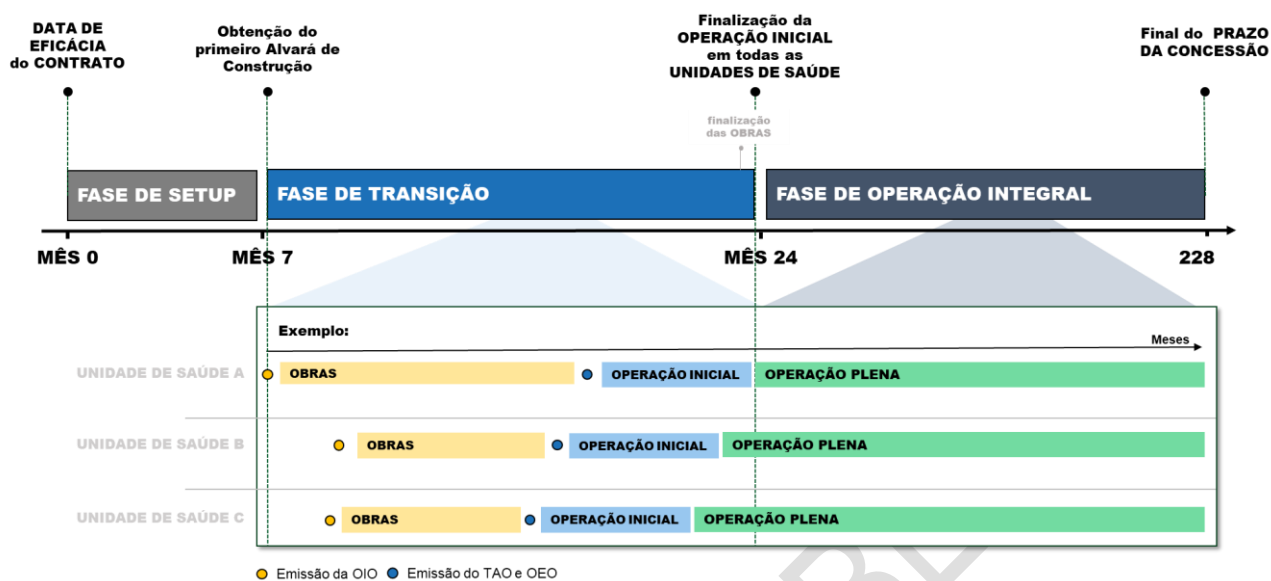 DATA DE
EFICÁCIA
do CONTRATO
Obtenção do
primeiro Alvará de
Construção
Finalização da
OPERAÇÃO INICIAL
em todas as
UNIDADES DE SAÚDE
Final do PRAZO
DA CONCESSÃO
finalização
das OBRAS
FASE DE SETUP
FASE DE TRANSIÇÃO
FASE DE OPERAÇÃO INTEGRAL
MÊS 0
MÊS 7
MÊS 24
228
Exemplo:
Meses
UNIDADE DE SAÚDE A
OBRAS
OPERAÇÃO INICIAL
OPERAÇÃO PLENA
UNIDADE DE SAÚDE B
OBRAS
OPERAÇÃO INICIAL
OPERAÇÃO PLENA
UNIDADE DE SAÚDE C
OBRAS
OPERAÇÃO INICIAL
OPERAÇÃO PLENA
Emissão da OIO
Emissão do TAO e OEO